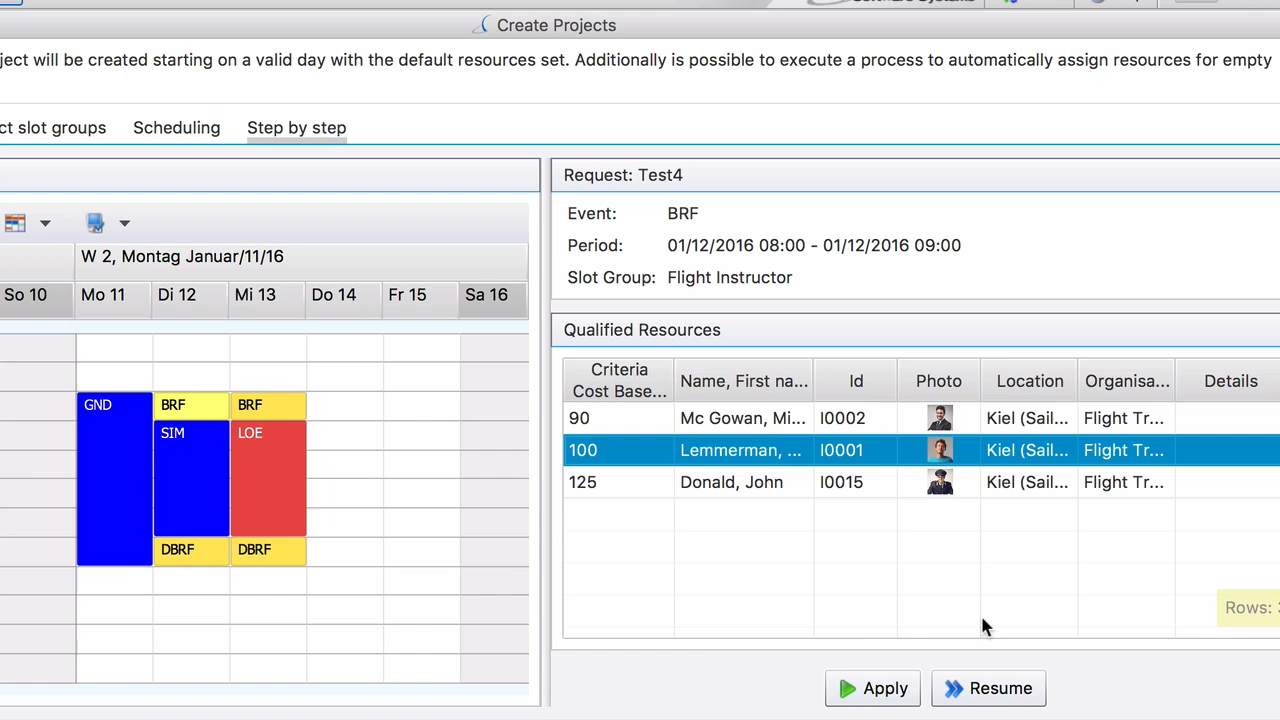 Create Projects
ject will be created starting on a valid day with the default resources set. Additionally is possible to execute a process to automatically assign resources for empty
ct slot groups Scheduling Step by step
Request: Test4
Event: BRF
Period: 01/12/2016 08:00 - 01/12/2016 09:00
Slot Group: Flight Instructor
W 2, Montag Januar/11/16
So 10 Mo 11 Di 12 Mi 13 Do 14 Fr 15 Sa 16
GND BRF BRF
SIM LOE
DBRF DBRF
Qualified Resources
Criteria
Cost Base... Name, First na... Id Photo Location Organisa... Details
90 Mc Gowan, Mi... I0002 Kiel (Sail... Flight Tr...
100 Lemmerman, ... I0001 Kiel (Sail... Flight Tr...
125 Donald, John I0015 Kiel (Sail... Flight Tr...
Rows:
Apply Resume